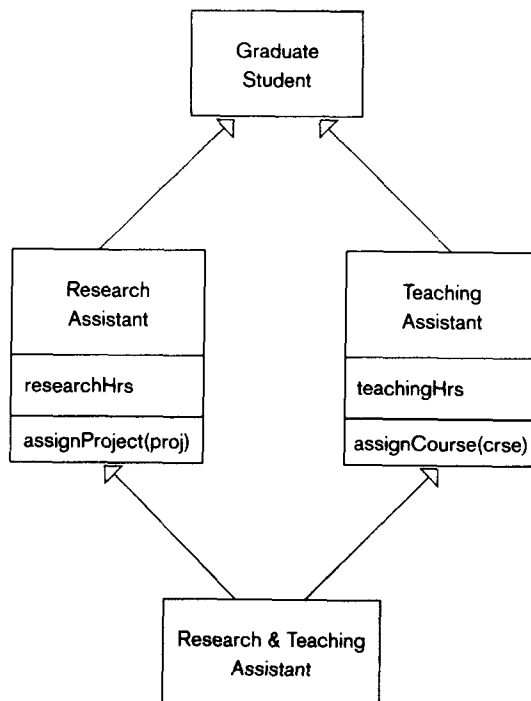 Graduate
Student
Research
Assistant
researchHrs
assignProject(proj)
Teaching
Assistant
teachingHrs
assignCourse(crse)
Research & Teaching
Assistant